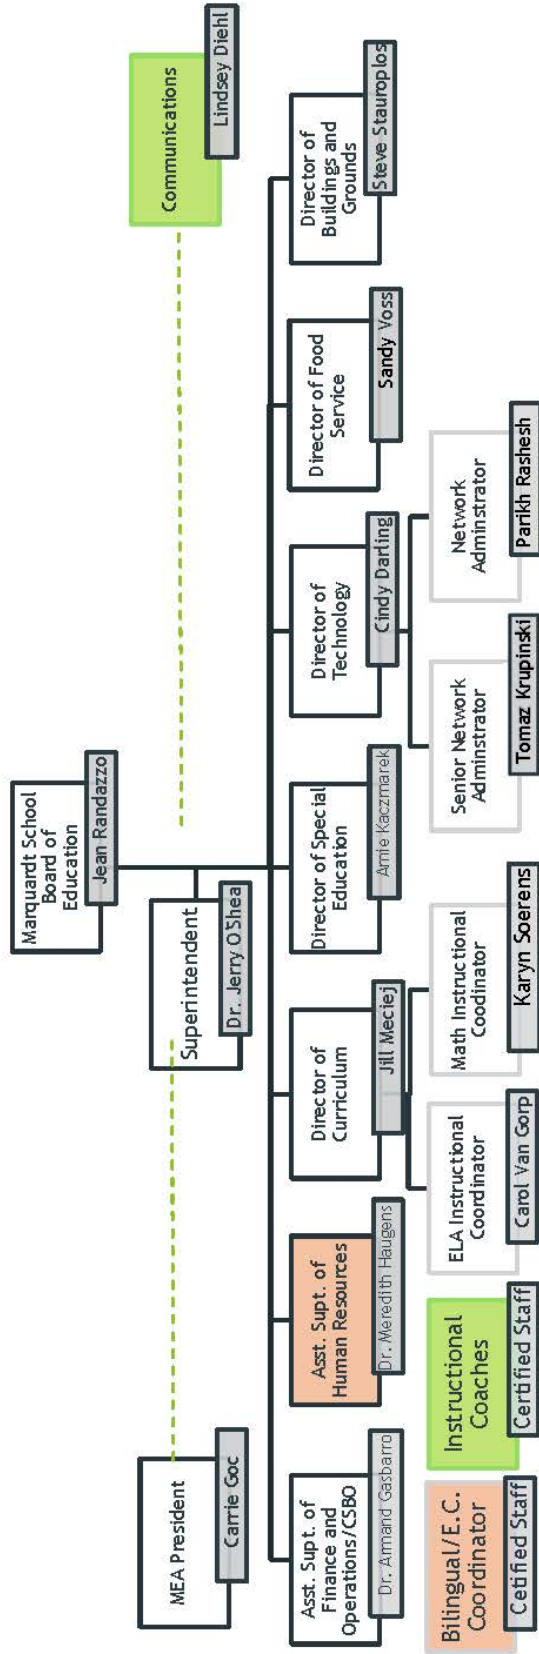 Marquardt School
Board of
Education
Jean Randazzo
MEA President
Carrie Goc
Superintendent
Dr. Jerry O'Shea
Communications
Lindsey Diehl
Asst. Supt. of
Finance and
Operations/CSBO
Dr. Armand Gasbarro
Asst. Supt. of
Human Resources
Dr. Meredith Haugens
Director of
Curriculum
Jill Meciej
Director of Special
Education
Amie Kaczmarek
Director of
Technology
Cindy Darling
Director of Food
Service
Sandy Voss
Director of
Buildings and
Grounds
Steve Stauroplos
Bilingual/E.C.
Coordinator
Cetified Staff
Instructional
Coaches
Certified Staff
ELA Instructional
Coordinator
Carol Van Gorp
Math Instructional
Coodinator
Karyn Soerens
Senior Network
Adminstrator
Tomaz Krupinski
Network
Adminstrator
Parikh Rashesh